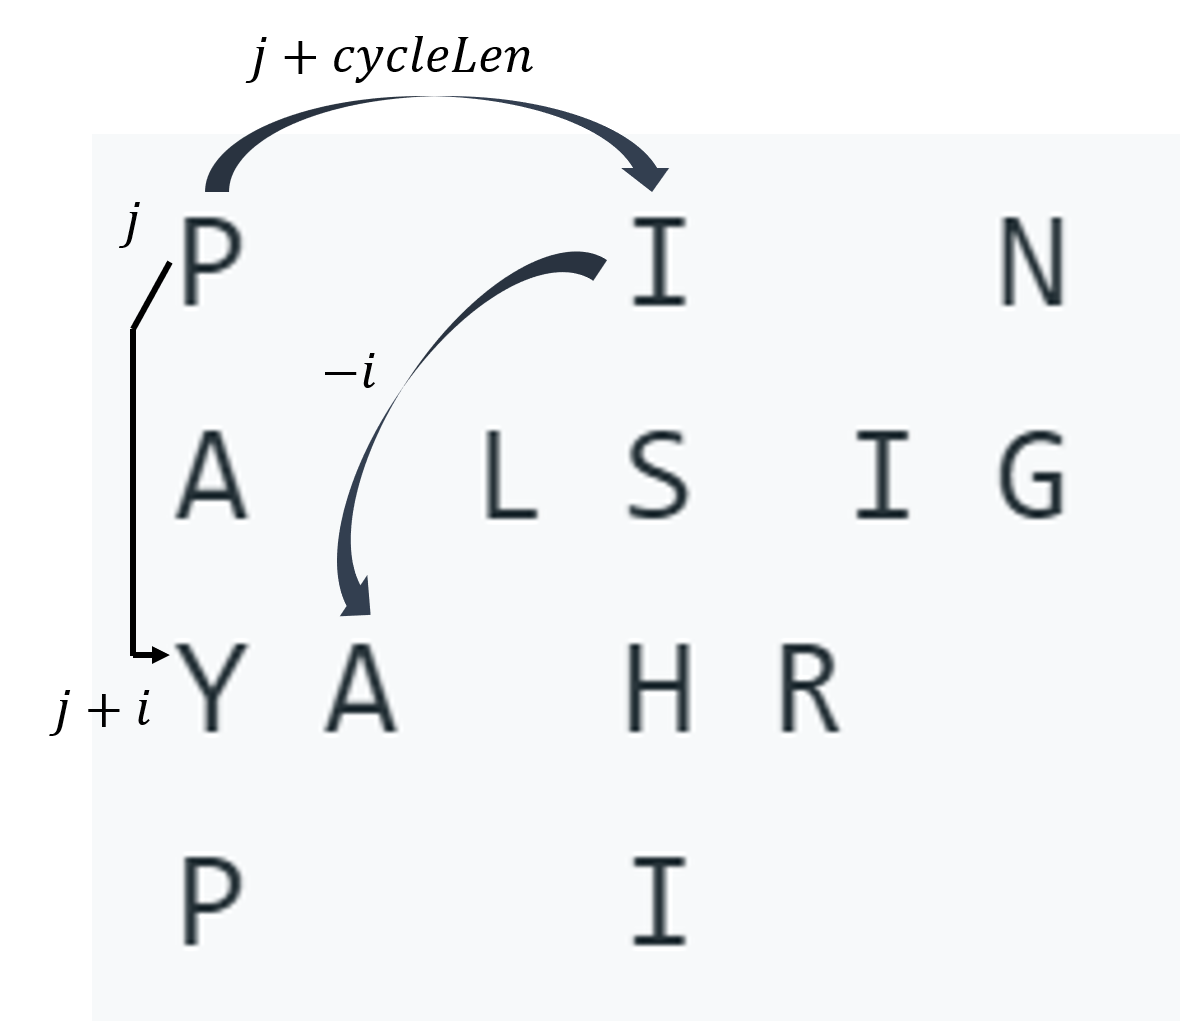 j + cycleLen
j
P I N
−i
A L S I G
Y A H R
j + i
P I